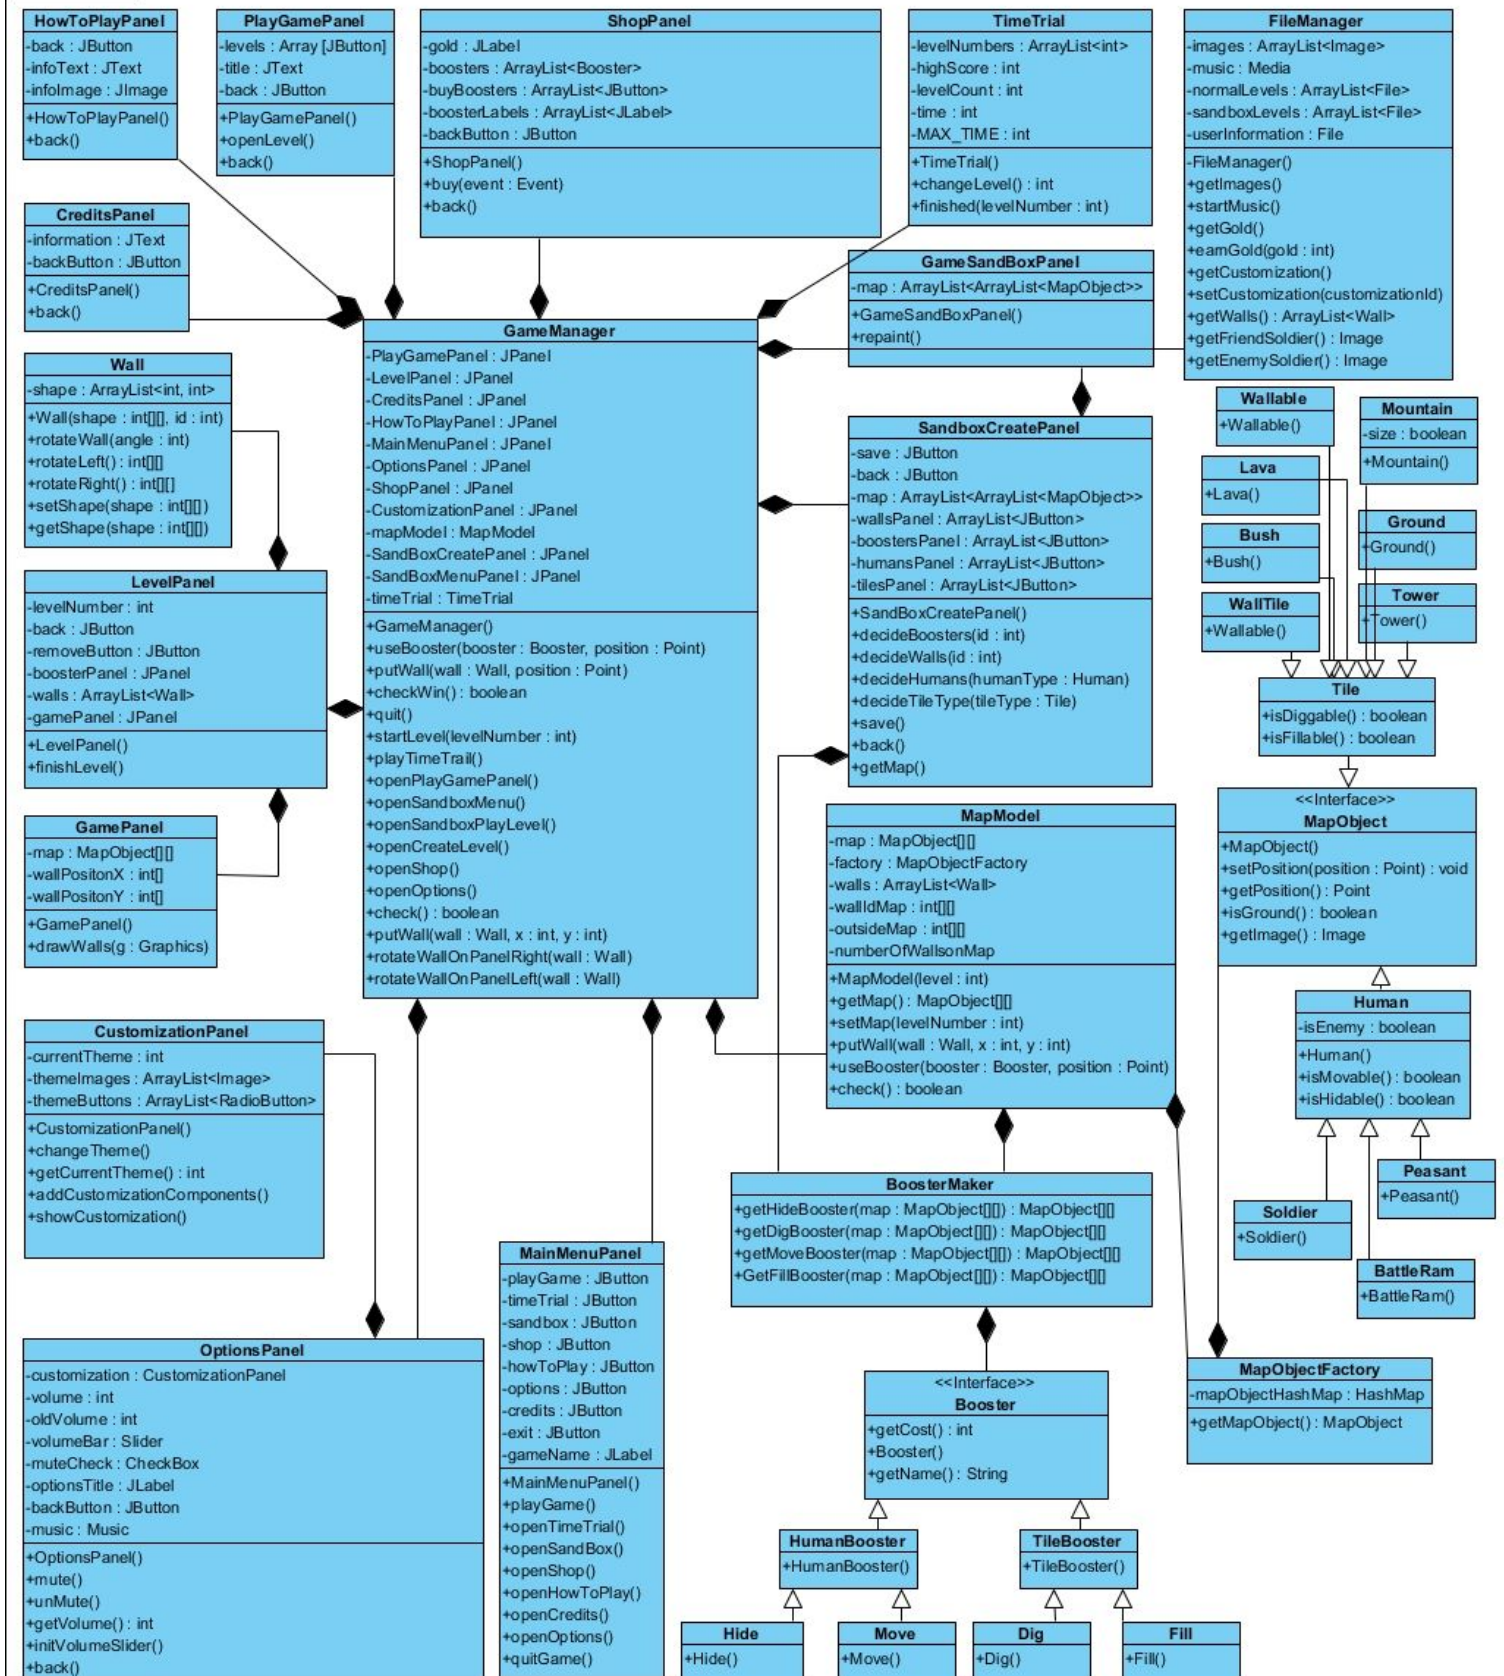 HowToPlayPanel
-back : JButton
-infoText : JText
-infoImage : JImage
+HowToPlayPanel()
+back()
PlayGamePanel
-levels : Array [JButton]
-title : JText
-back : JButton
+PlayGamePanel()
+openLevel()
+back()
ShopPanel
-gold : JLabel
-boosters : ArrayList<Booster>
-buyBoosters : ArrayList<JButton>
-boosterLabels : ArrayList<JLabel>
-backButton : JButton
+ShopPanel()
+buy(event : Event)
+back()
TimeTrial
-levelNumbers : ArrayList<int>
-highScore : int
-levelCount : int
-time : int
-MAX_TIME : int
+TimeTrial()
+changeLevel() : int
+finished(levelNumber : int)
FileManager
-images : ArrayList<Image>
-music : Media
-normalLevels : ArrayList<File>
-sandboxLevels : ArrayList<File>
-userInformation : File
-FileManager()
+getImages()
+startMusic()
+getGold()
+earnGold(gold : int)
+getCustomization()
+setCustomization(customizationId)
+getWalls() : ArrayList<Wall>
+getFriendSoldier() : Image
+getEnemySoldier() : Image
CreditsPanel
-information : JText
-backButton : JButton
+CreditsPanel()
+back()
GameSandBoxPanel
-map : ArrayList<ArrayList<MapObject>>
+GameSandBoxPanel()
+repaint()
GameManager
-PlayGamePanel : JPanel
-LevelPanel : JPanel
-CreditsPanel : JPanel
-HowToPlayPanel : JPanel
-MainMenuPanel : JPanel
-OptionsPanel : JPanel
-ShopPanel : JPanel
-CustomizationPanel : JPanel
-mapModel : MapModel
-SandBoxCreatePanel : JPanel
-SandBoxMenuPanel : JPanel
-timeTrial : TimeTrial
+GameManager()
+useBooster(booster : Booster, position : Point)
+putWall(wall : Wall, position : Point)
+checkWin() : boolean
+quit()
+startLevel(levelNumber : int)
+playTimeTrail()
+openPlayGamePanel()
+openSandboxMenu()
+openSandboxPlayLevel()
+openCreateLevel()
+openShop()
+openOptions()
+check() : boolean
+putWall(wall : Wall, x : int, y : int)
+rotateWallOnPanelRight(wall : Wall)
+rotateWallOnPanelLeft(wall : Wall)
Wall
-shape : ArrayList<int, int>
+Wall(shape : int[][], id : int)
+rotateWall(angle : int)
+rotateLeft() : int[][]
+rotateRight() : int[][]
+setShape(shape : int[][])
+getShape(shape : int[][])
SandboxCreatePanel
-save : JButton
-back : JButton
-map : ArrayList<ArrayList<MapObject>>
-wallsPanel : ArrayList<JButton>
-boostersPanel : ArrayList<JButton>
-humansPanel : ArrayList<JButton>
-tilesPanel : ArrayList<JButton>
+SandBoxCreatePanel()
+decideBoosters(id : int)
+decideWalls(id : int)
+decideHumans(humanType : Human)
+decideTileType(tileType : Tile)
+save()
+back()
+getMap()
Wallable
+Wallable()
Mountain
-size : boolean
+Mountain()
Lava
+Lava()
Ground
+Ground()
Bush
+Bush()
WallTile
+Wallable()
Tower
+Tower()
Tile
+isDiggable() : boolean
+isFillable() : boolean
LevelPanel
-levelNumber : int
-back : JButton
-removeButton : JButton
-boosterPanel : JPanel
-walls : ArrayList<Wall>
-gamePanel : JPanel
+LevelPanel()
+finishLevel()
GamePanel
-map : MapObject[][]
-wallPositonX : int[]
-wallPositonY : int[]
+GamePanel()
+drawWalls(g : Graphics)
MapModel
-map : MapObject[][]
-factory : MapObjectFactory
-walls : ArrayList<Wall>
-wallIdMap : int[][]
-outsideMap : int[][]
-numberOfWallsonMap
+MapModel(level : int)
+getMap() : MapObject[][]
+setMap(levelNumber : int)
+putWall(wall : Wall, x : int, y : int)
+useBooster(booster : Booster, position : Point)
+check() : boolean
<<Interface>>
MapObject
+MapObject()
+setPosition(position : Point) : void
+getPosition() : Point
+isGround() : boolean
+getImage() : Image
Human
-isEnemy : boolean
+Human()
+isMovable() : boolean
+isHidable() : boolean
Peasant
+Peasant()
Soldier
+Soldier()
BattleRam
+BattleRam()
CustomizationPanel
-currentTheme : int
-themeImages : ArrayList<Image>
-themeButtons : ArrayList<RadioButton>
+CustomizationPanel()
+changeTheme()
+getCurrentTheme() : int
+addCustomizationComponents()
+showCustomization()
BoosterMaker
+getHideBooster(map : MapObject[][]) : MapObject[][]
+getDigBooster(map : MapObject[][]) : MapObject[][]
+getMoveBooster(map : MapObject[][]) : MapObject[][]
+GetFillBooster(map : MapObject[][]) : MapObject[][]
MainMenuPanel
-playGame : JButton
-timeTrial : JButton
-sandbox : JButton
-shop : JButton
-howToPlay : JButton
-options : JButton
-credits : JButton
-exit : JButton
-gameName : JLabel
+MainMenuPanel()
+playGame()
+openTimeTrial()
+openSandBox()
+openShop()
+openHowToPlay()
+openCredits()
+openOptions()
+quitGame()
OptionsPanel
-customization : CustomizationPanel
-volume : int
-oldVolume : int
-volumeBar : Slider
-muteCheck : CheckBox
-optionsTitle : JLabel
-backButton : JButton
-music : Music
+OptionsPanel()
+mute()
+unMute()
+getVolume() : int
+initVolumeSlider()
+back()
<<Interface>>
Booster
+getCost() : int
+Booster()
+getName() : String
MapObjectFactory
-mapObjectHashMap : HashMap
+getMapObject() : MapObject
HumanBooster
+HumanBooster()
TileBooster
+TileBooster()
Hide
+Hide()
Move
+Move()
Dig
+Dig()
Fill
+Fill()